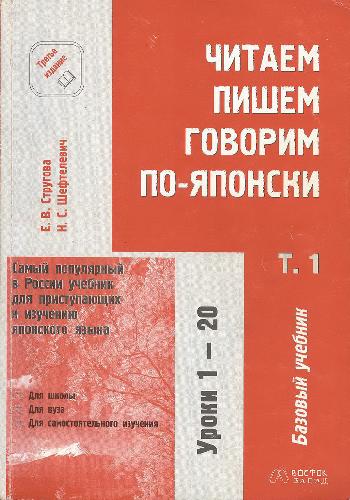 Третье
издание
ЧИТАЕМ
ПИШЕМ
ГОВОРИМ
ПО-ЯПОНСКИ
Е. В. Стругова
Н. С. Шефтелевич
Т. 1
Самый популярный
в России учебник
для приступающих
к изучению
японского языка
Для школы
Для вуза
Для самостоятельного изучения
Уроки 1 – 20
Базовый учебник
ВОСТОК
ЗАПАД